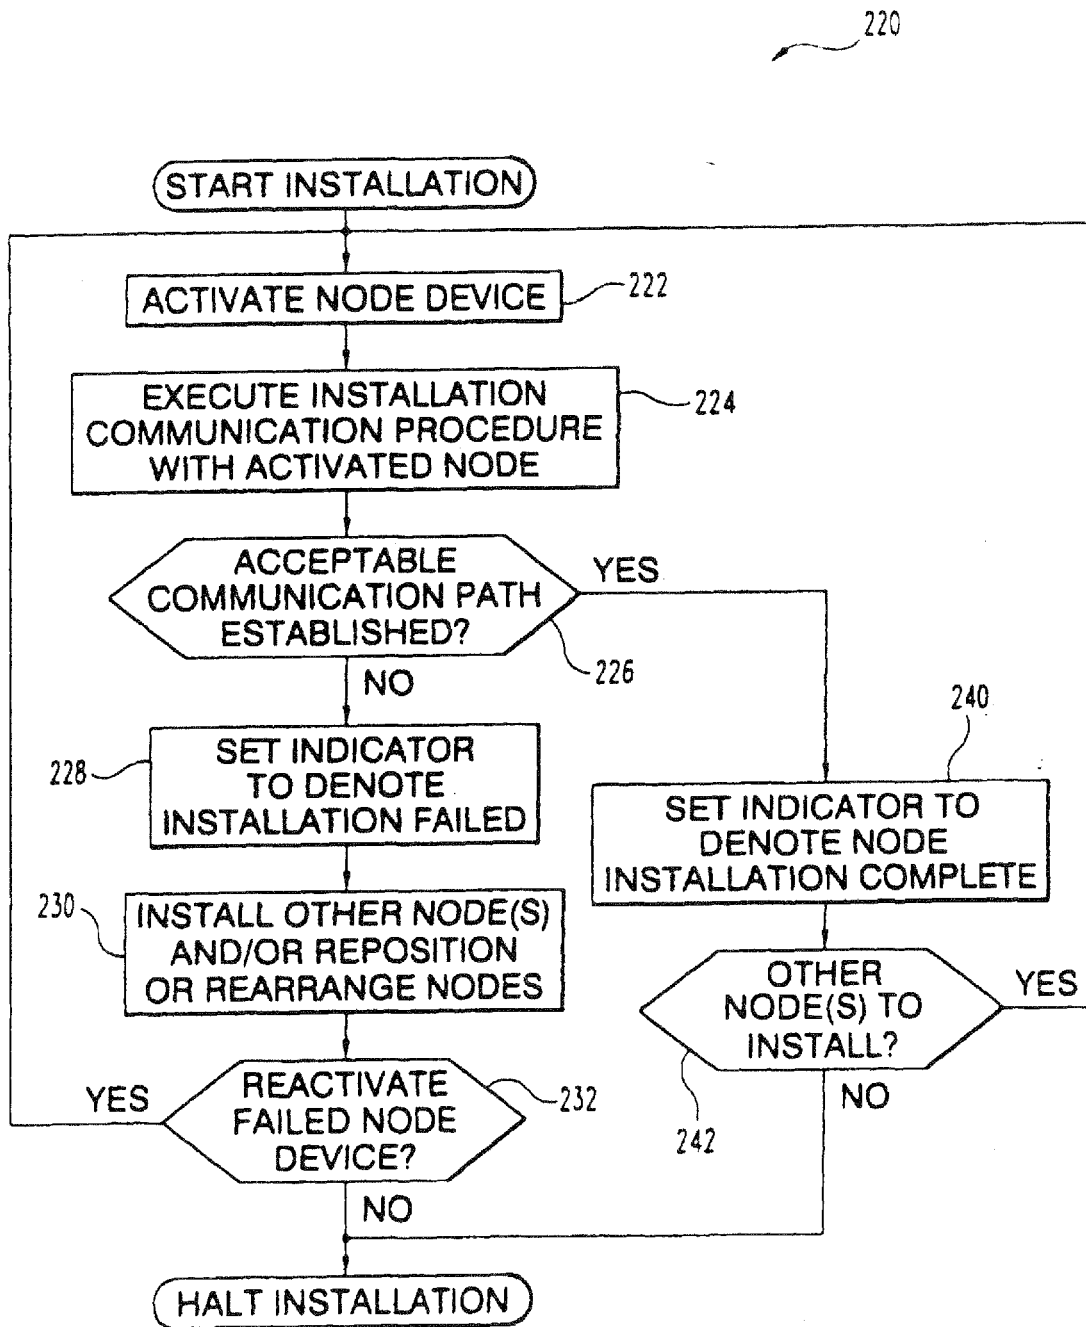 220
START INSTALLATION
ACTIVATE NODE DEVICE
222
EXECUTE INSTALLATION
COMMUNICATION PROCEDURE
WITH ACTIVATED NODE
224
ACCEPTABLE
COMMUNICATION PATH
ESTABLISHED?
YES
226
NO
228
SET INDICATOR
TO DENOTE
INSTALLATION FAILED
240
SET INDICATOR TO
DENOTE NODE
INSTALLATION COMPLETE
230
INSTALL OTHER NODE(S)
AND/OR REPOSITION
OR REARRANGE NODES
OTHER
NODE(S) TO
INSTALL?
YES
242
NO
YES
REACTIVATE
FAILED NODE
DEVICE?
232
NO
HALT INSTALLATION